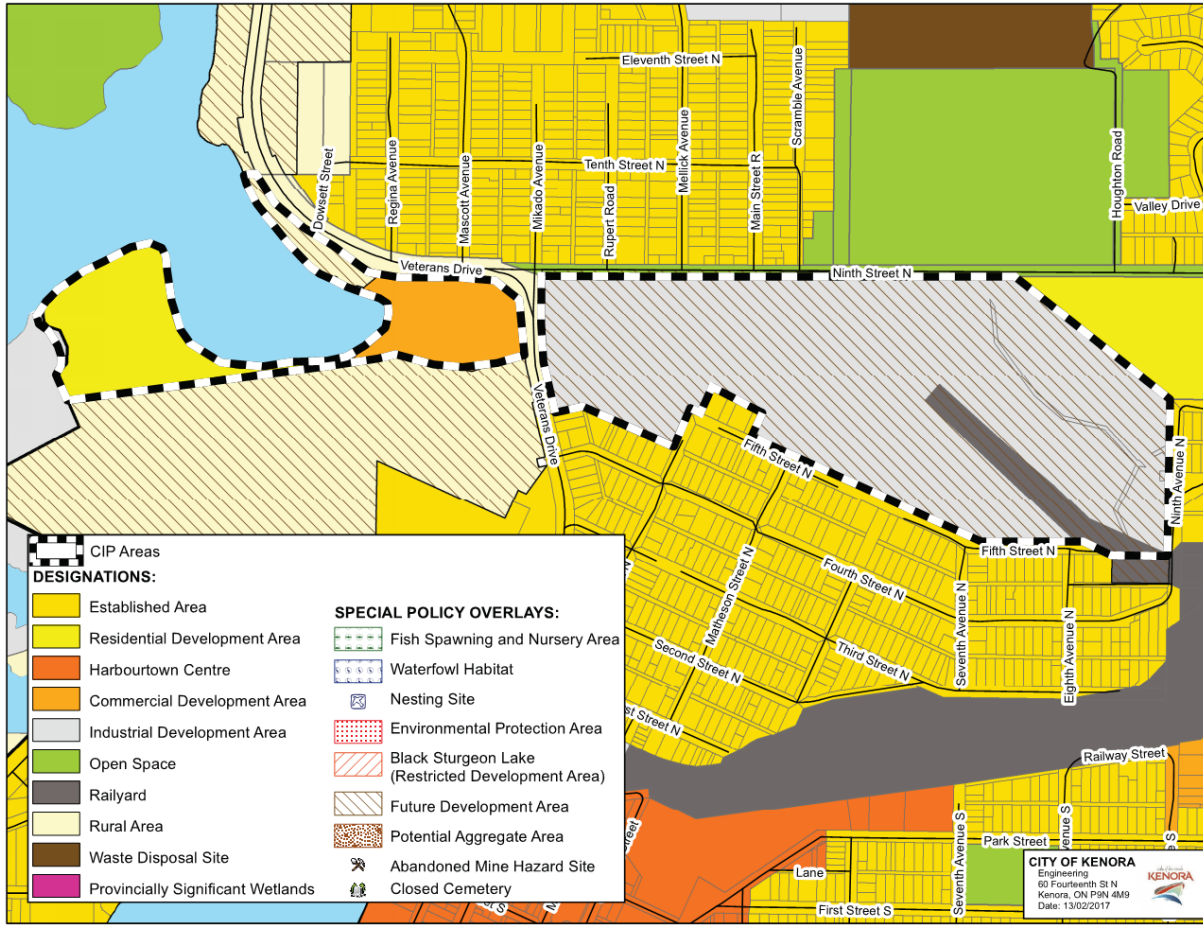 Eleventh Street N
Scramble Avenue
Mellick Avenue
Main Street R
Tenth Street N
Dowsett Street
Regina Avenue
Mascott Avenue
Mikado Avenue
Rupert Road
Houghton Road
Valley Drive
Veterans Drive
Ninth Street N
Veterans Drive
Fifth Street N
Ninth Avenue N
Fifth Street N
Fourth Street N
Matheson Street N
Seventh Avenue N
Eighth Avenue N
Third Street N
Second Street N
st Street N
N
Railway Street
Street
Seventh Avenue S
venue S
e S
Park Street
Lane
First Street S
et S
M
CIP Areas
DESIGNATIONS:
Established Area
Residential Development Area
Harbourtown Centre
Commercial Development Area
Industrial Development Area
Open Space
Railyard
Rural Area
Waste Disposal Site
Provincially Significant Wetlands
SPECIAL POLICY OVERLAYS:
Fish Spawning and Nursery Area
Waterfowl Habitat
Nesting Site
Environmental Protection Area
Black Sturgeon Lake
(Restricted Development Area)
Future Development Area
Potential Aggregate Area
Abandoned Mine Hazard Site
Closed Cemetery
CITY OF KENORA
Engineering
60 Fourteenth St N
Kenora, ON P9N 4M9
Date: 13/02/2017
KENORA